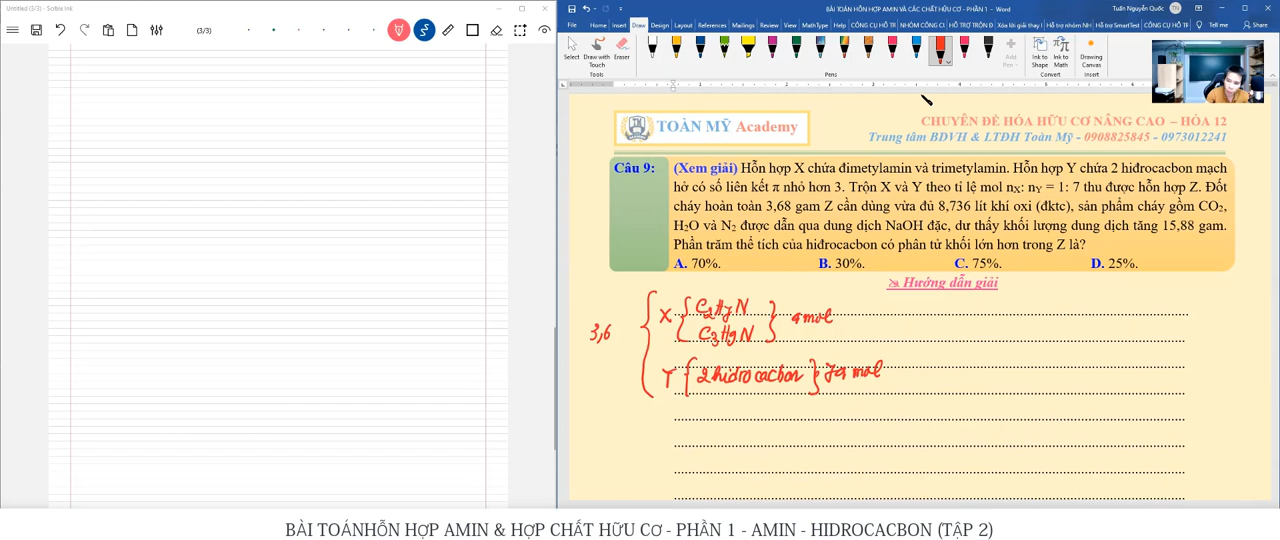 Untitled (3/3) - Scrble Ink
(3/3)
BÀI TOÁN HỖN HỢP AMIN VÀ CÁC CHẤT HỮU CƠ - PHẦN 1 - Word
Tuấn Nguyễn Quốc TN
File Home Insert Draw Design Layout References Mailings Review View Help
Tell me Share
Select Draw with Touch Eraser Add Pen Ink to Shape Ink to Math Drawing Canvas
Tools Pens Convert Insert
TOÀN MỸ Academy
CHUYÊN ĐỀ HÓA HỮU CƠ NÂNG CAO – HÓA 12
Trung tâm BDVH & LTĐH Toàn Mỹ - 0908825845 - 0973012241
Câu 9: (Xem giải) Hỗn hợp X chứa đimetylamin và trimetylamin. Hỗn hợp Y chứa 2 hiđrocacbon mạch
hở có số liên kết π nhỏ hơn 3. Trộn X và Y theo tỉ lệ mol nX: nY = 1: 7 thu được hỗn hợp Z. Đốt
cháy hoàn toàn 3,68 gam Z cần dùng vừa đủ 8,736 lít khí oxi (đktc), sản phẩm cháy gồm CO2,
H2O và N2 được dẫn qua dung dịch NaOH đặc, dư thấy khối lượng dung dịch tăng 15,88 gam.
Phần trăm thể tích của hiđrocacbon có phân tử khối lớn hơn trong Z là?
A. 70%. B. 30%. C. 75%. D. 25%.
Hướng dẫn giải
3,6 X C2H7N
C3H9N a mol
Y 2 hidrocacbon 7a mol
BÀI TOÁNHỖN HỢP AMIN & HỢP CHẤT HỮU CƠ - PHẦN 1 - AMIN - HIDROCACBON (TẬP 2)